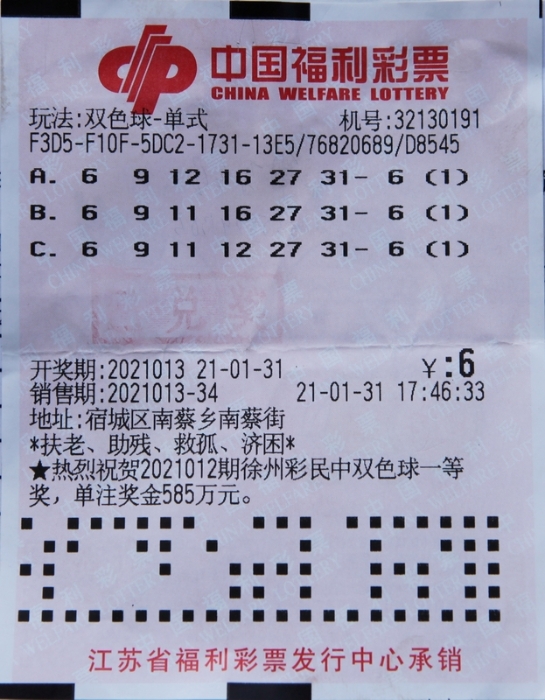 中国福利彩票
CHINA WELFARE LOTTERY
玩法:双色球-单式 机号:32130191
F3D5-F10F-5DC2-1731-13E5/76820689/D8545
A. 6 9 12 16 27 31- 6 (1)
B. 6 9 11 16 27 31- 6 (1)
C. 6 9 11 12 27 31- 6 (1)
开奖期:2021013 21-01-31 ¥:6
销售期:2021013-34 21-01-31 17:46:33
地址:宿城区南蔡乡南蔡街
*扶老、助残、救孤、济困*
★热烈祝贺2021012期徐州彩民中双色球一等
奖，单注奖金585万元。
江苏省福利彩票发行中心承销